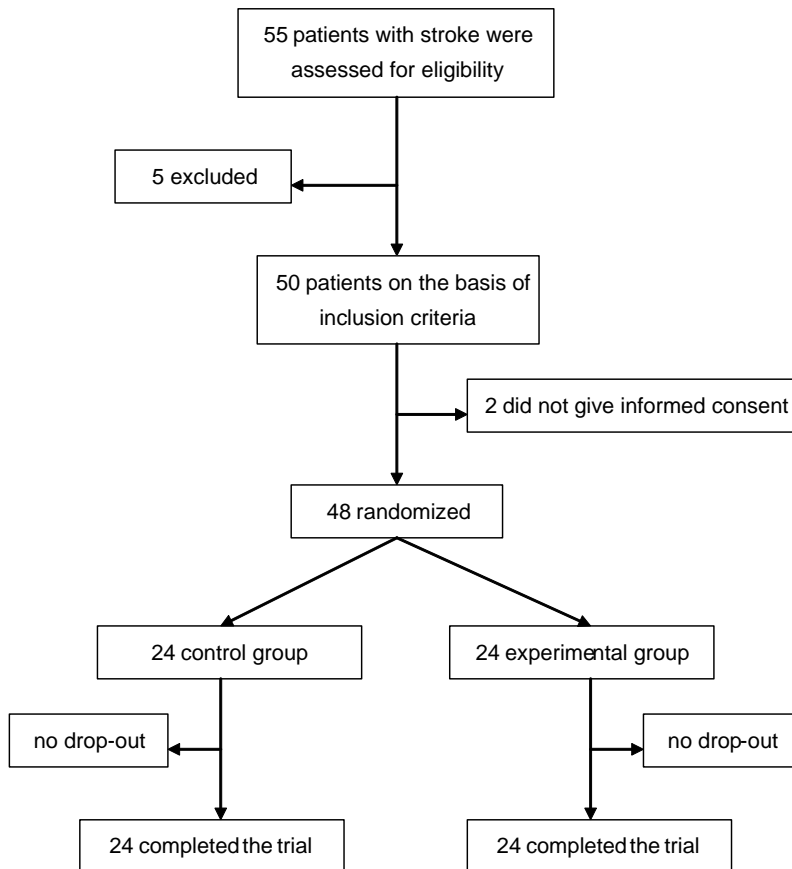 55 patients with stroke were
assessed for eligibility
5 excluded
50 patients on the basis of
inclusion criteria
2 did not give informed consent
48 randomized
24 control group
24 experimental group
no drop-out
no drop-out
24 completed the trial
24 completed the trial